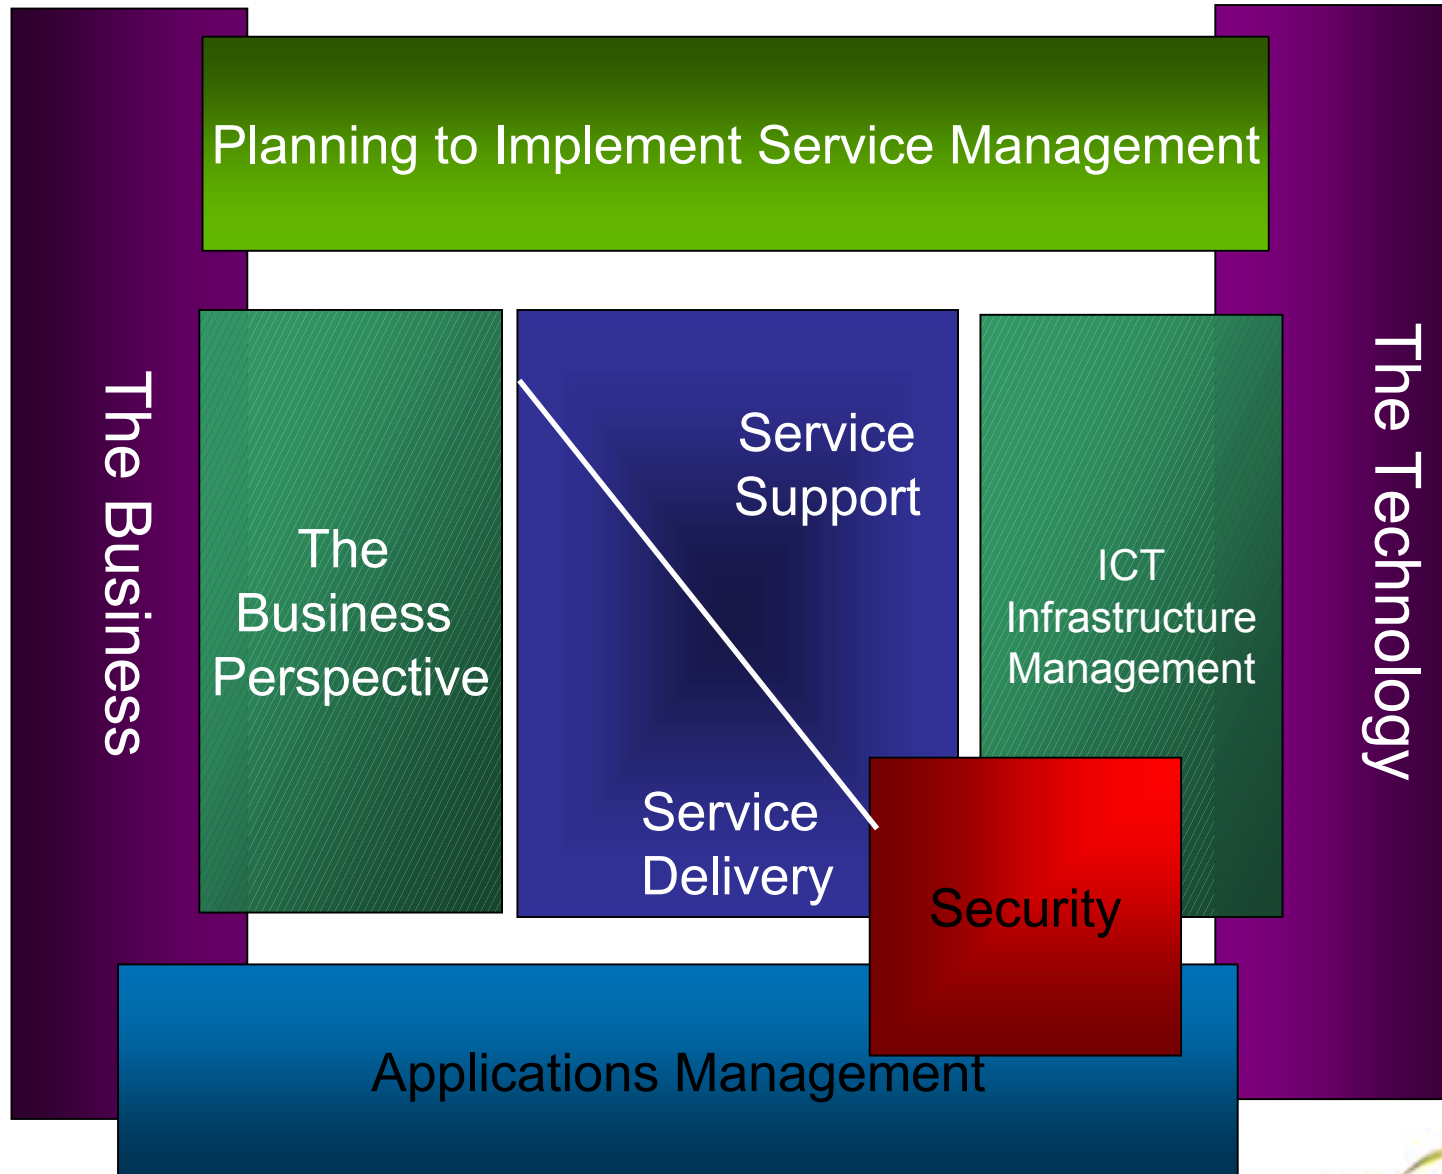 Planning to Implement Service Management
The Business
The
Business
Perspective
Service
Support
Service
Delivery
ICT
Infrastructure
Management
The Technology
Security
Applications Management